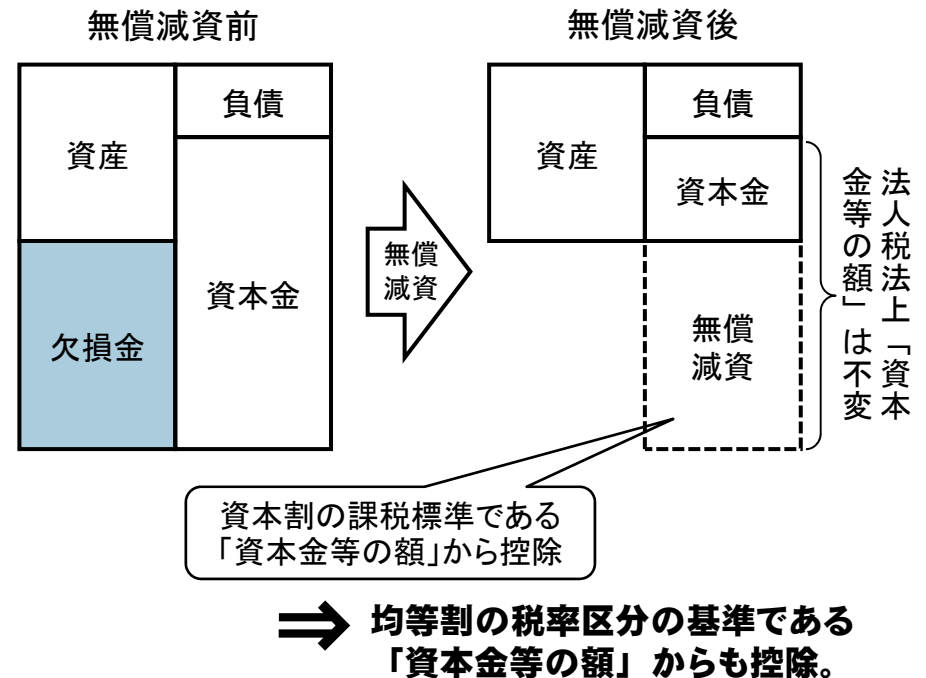 無償減資前
資産
負債
欠損金
資本金
無償
減資
無償減資後
資産
負債
資本金
無償
減資
法人税法上「資本
金等の額」は不変
資本割の課税標準である
「資本金等の額」から控除
⇒ 均等割の税率区分の基準である
「資本金等の額」からも控除。